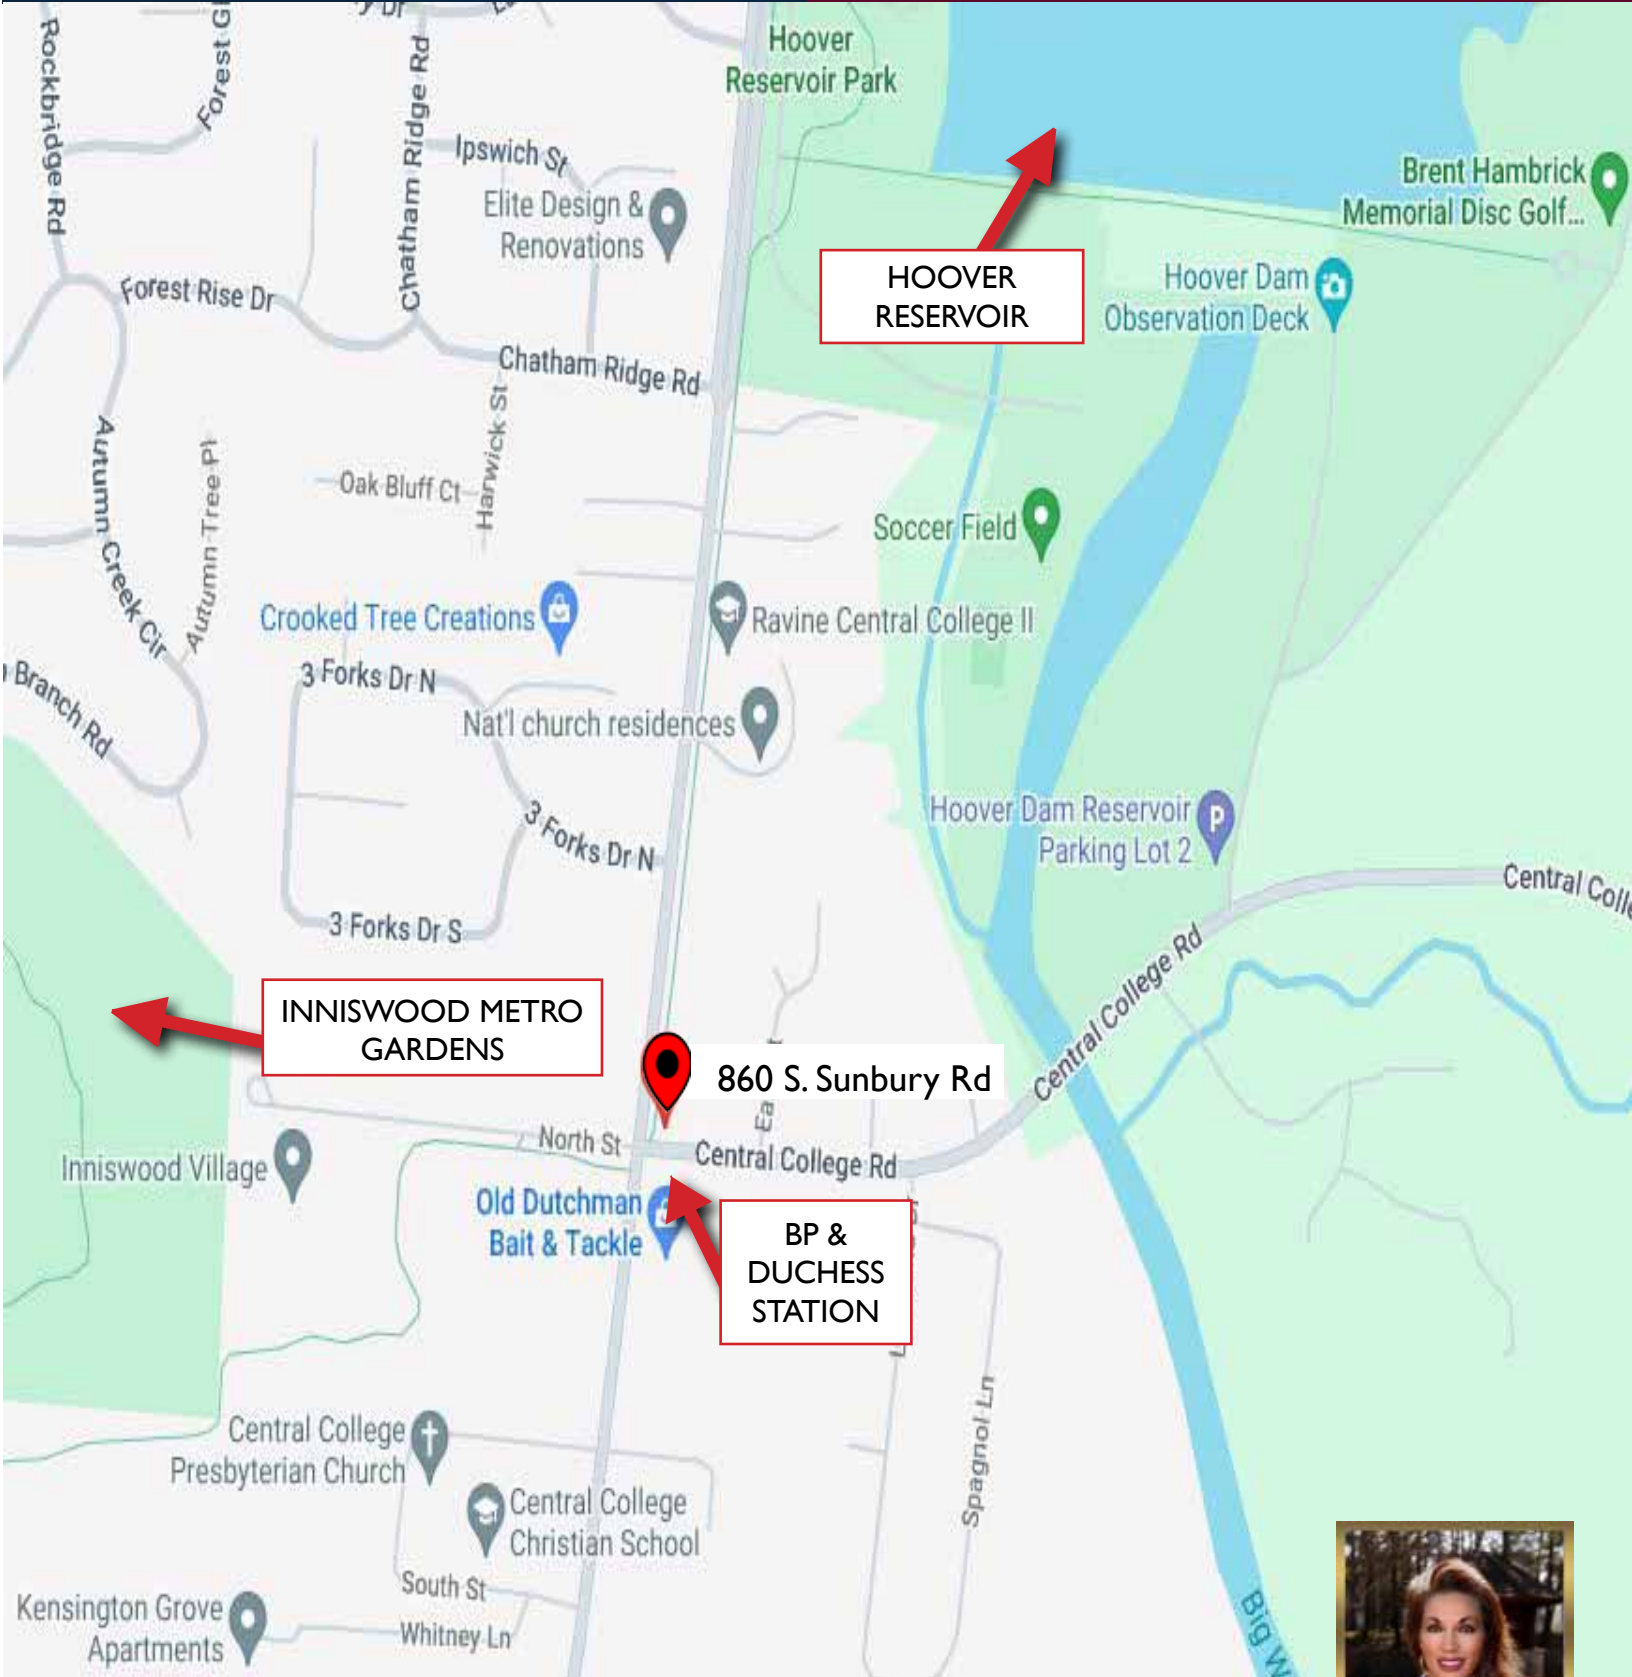 Rockbridge Rd
Chatham Ridge Rd
Hoover
Reservoir Park
Ipswich St
Elite Design &
Renovations
Brent Hambrick
Memorial Disc Golf...
HOOVER
RESERVOIR
Hoover Dam
Observation Deck
Forest Rise Dr
Chatham Ridge Rd
Harwick St
Oak Bluff Ct
Autumn Creek Cir
Autumn Tree Pl
Soccer Field
Crooked Tree Creations
Ravine Central College II
3 Forks Dr N
Branch Rd
Nat'l church residences
3 Forks Dr N
Hoover Dam Reservoir
Parking Lot 2
P
Central Colle
3 Forks Dr S
Central College Rd
INNISWOOD METRO
GARDENS
860 S. Sunbury Rd
North St
Central College Rd
Inniswood Village
Old Dutchman
Bait & Tackle
BP &
DUCHESS
STATION
Spagnol Ln
Central College
Presbyterian Church
Central College
Christian School
South St
Kensington Grove
Apartments
Whitney Ln
Big W